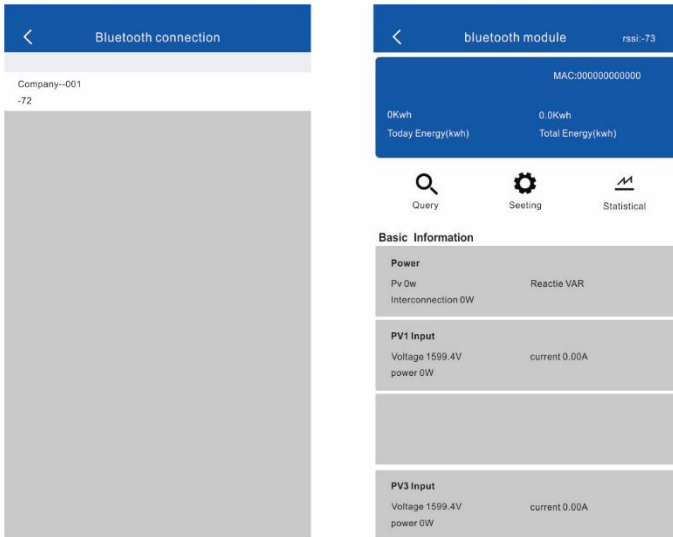 Bluetooth connection
Company--001
-72
bluetooth module
rssi:-73
MAC:000000000000
0Kwh
0.0Kwh
Today Energy(kwh)
Total Energy(kwh)
Query
Seeting
Statistical
Basic Information
Power
Pv 0w
Reactie VAR
Interconnection 0W
PV1 Input
Voltage 1599.4V
current 0.00A
power 0W
PV3 Input
Voltage 1599.4V
current 0.00A
power 0W